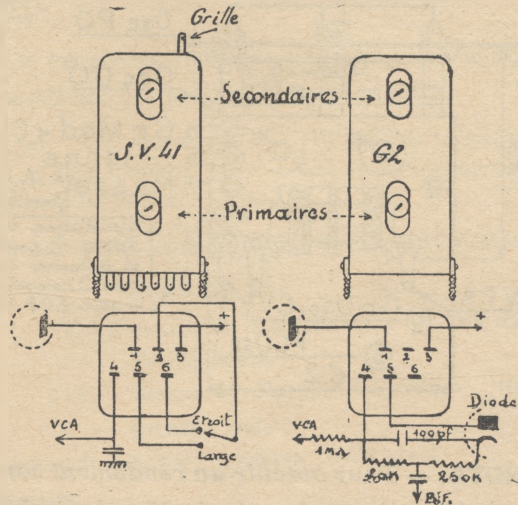 Grille
Secondaires
S.V. 41
G2
Primaires
+
+
1 2 3
4 5 6
1 2 3
4 5 6
Diode
Etroit
VCA
Large
VCA
100pf
1MΩ
250K
B.F.